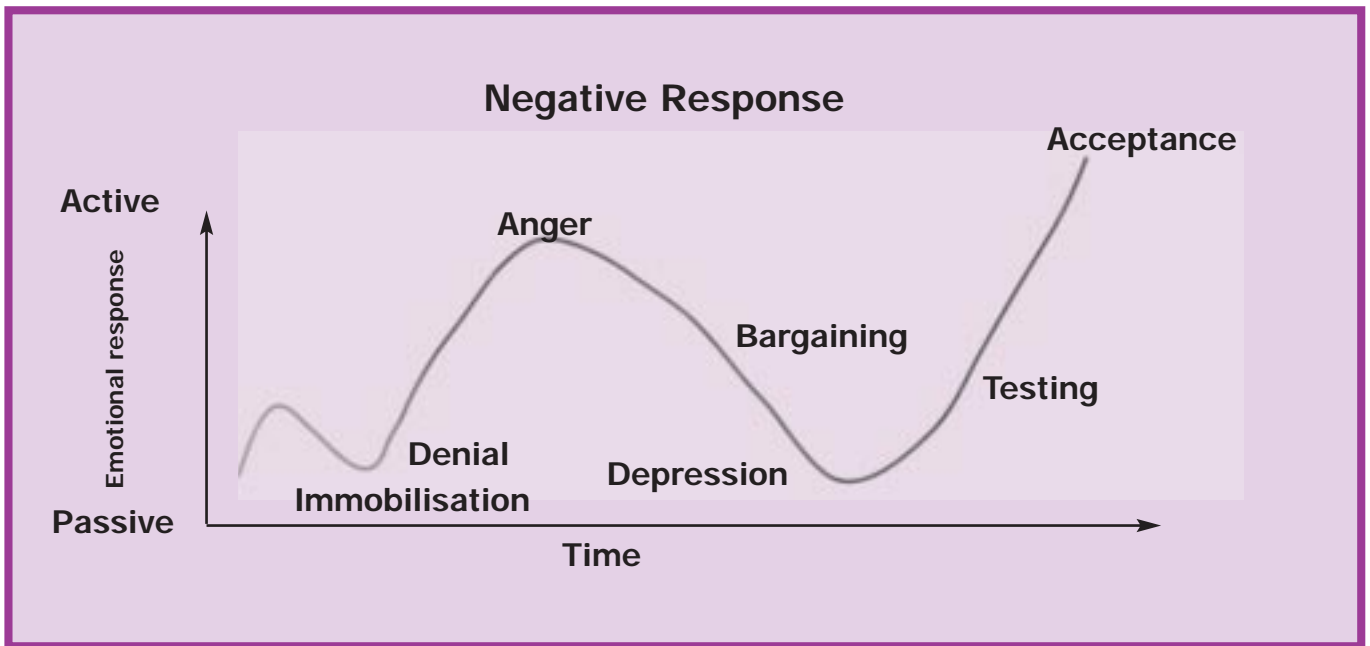 Negative Response
Acceptance
Active
Anger
Emotional response
Bargaining
Testing
Denial
Depression
Immobilisation
Passive
Time